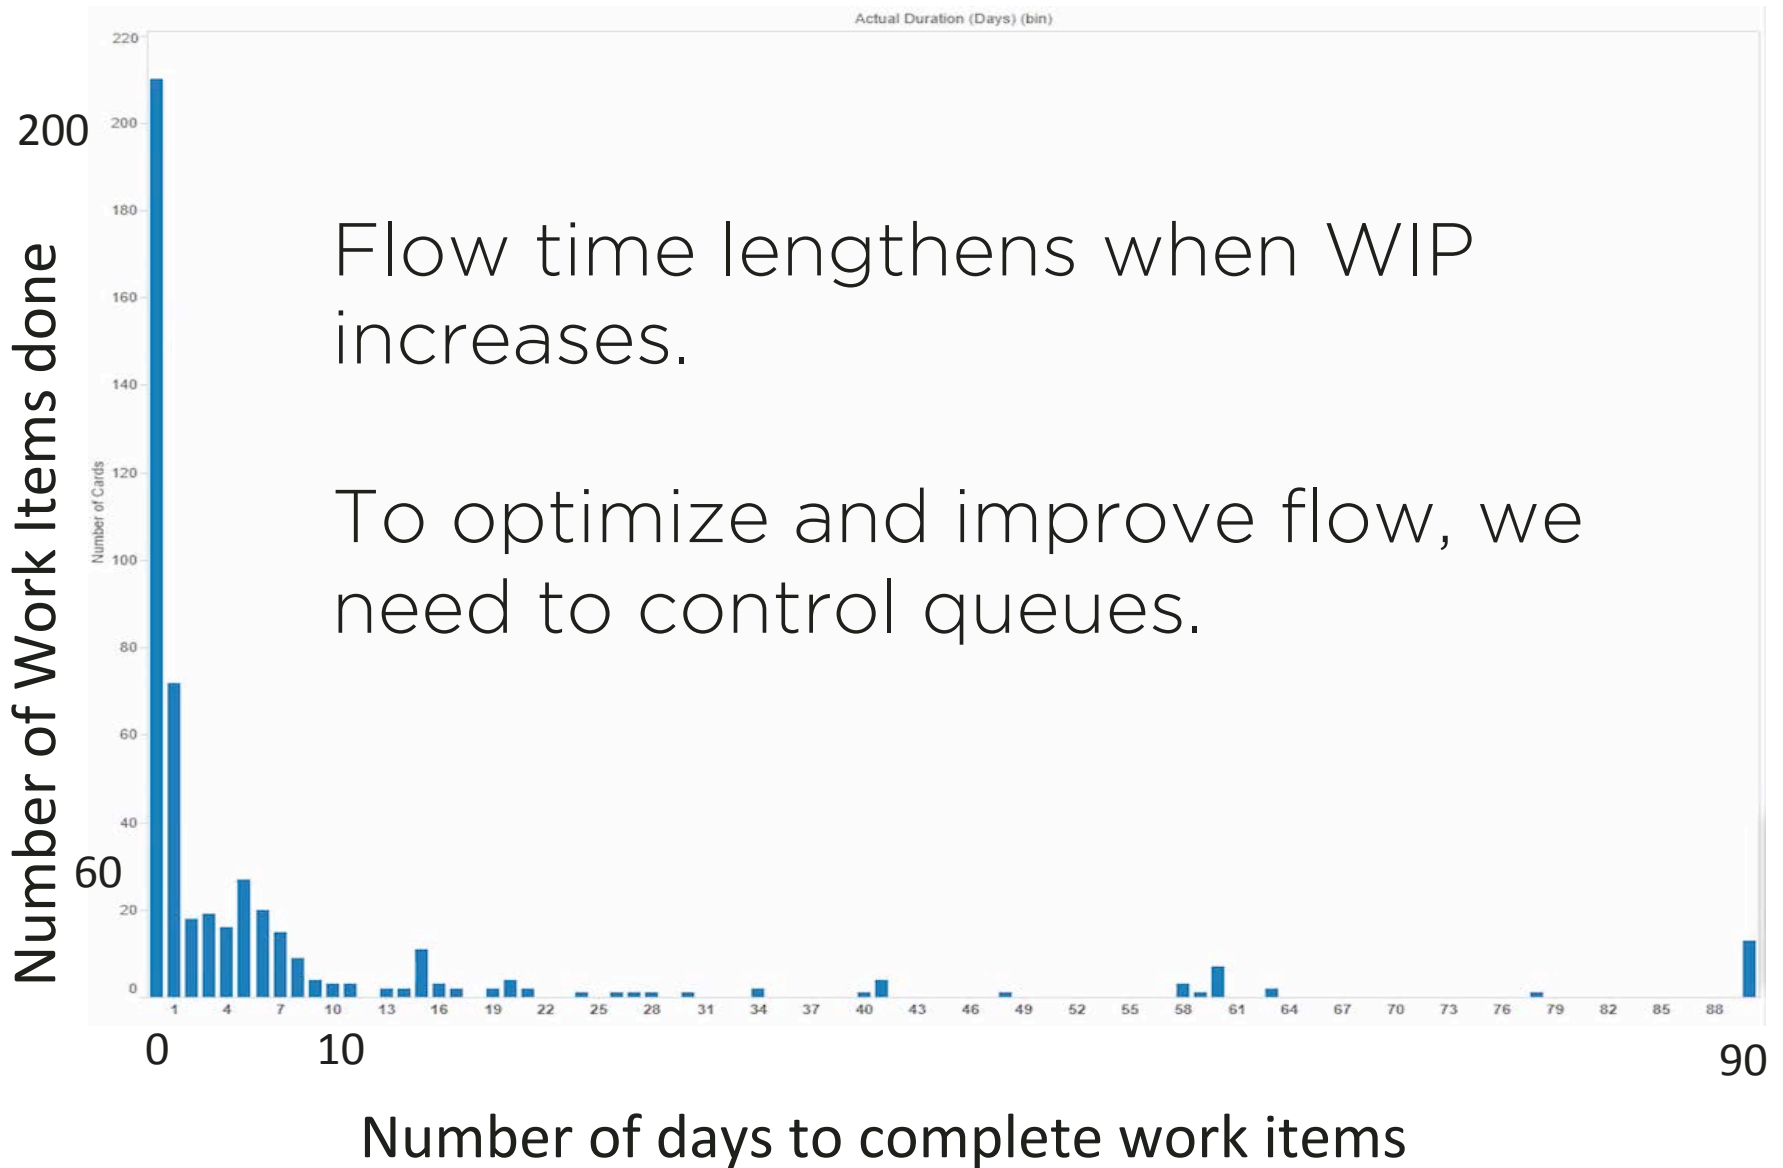 Actual Duration (Days) (bin)
220
200
200
180
160
140
120
100
80
60
40
60
20
0
Number of Work Items done
Number of Cards
Flow time lengthens when WIP
increases.
To optimize and improve flow, we
need to control queues.
1 4 7 10 13 16 19 22 25 28 31 34 37 40 43 46 49 52 55 58 61 64 67 70 73 76 79 82 85 88
0 10 90
Number of days to complete work items